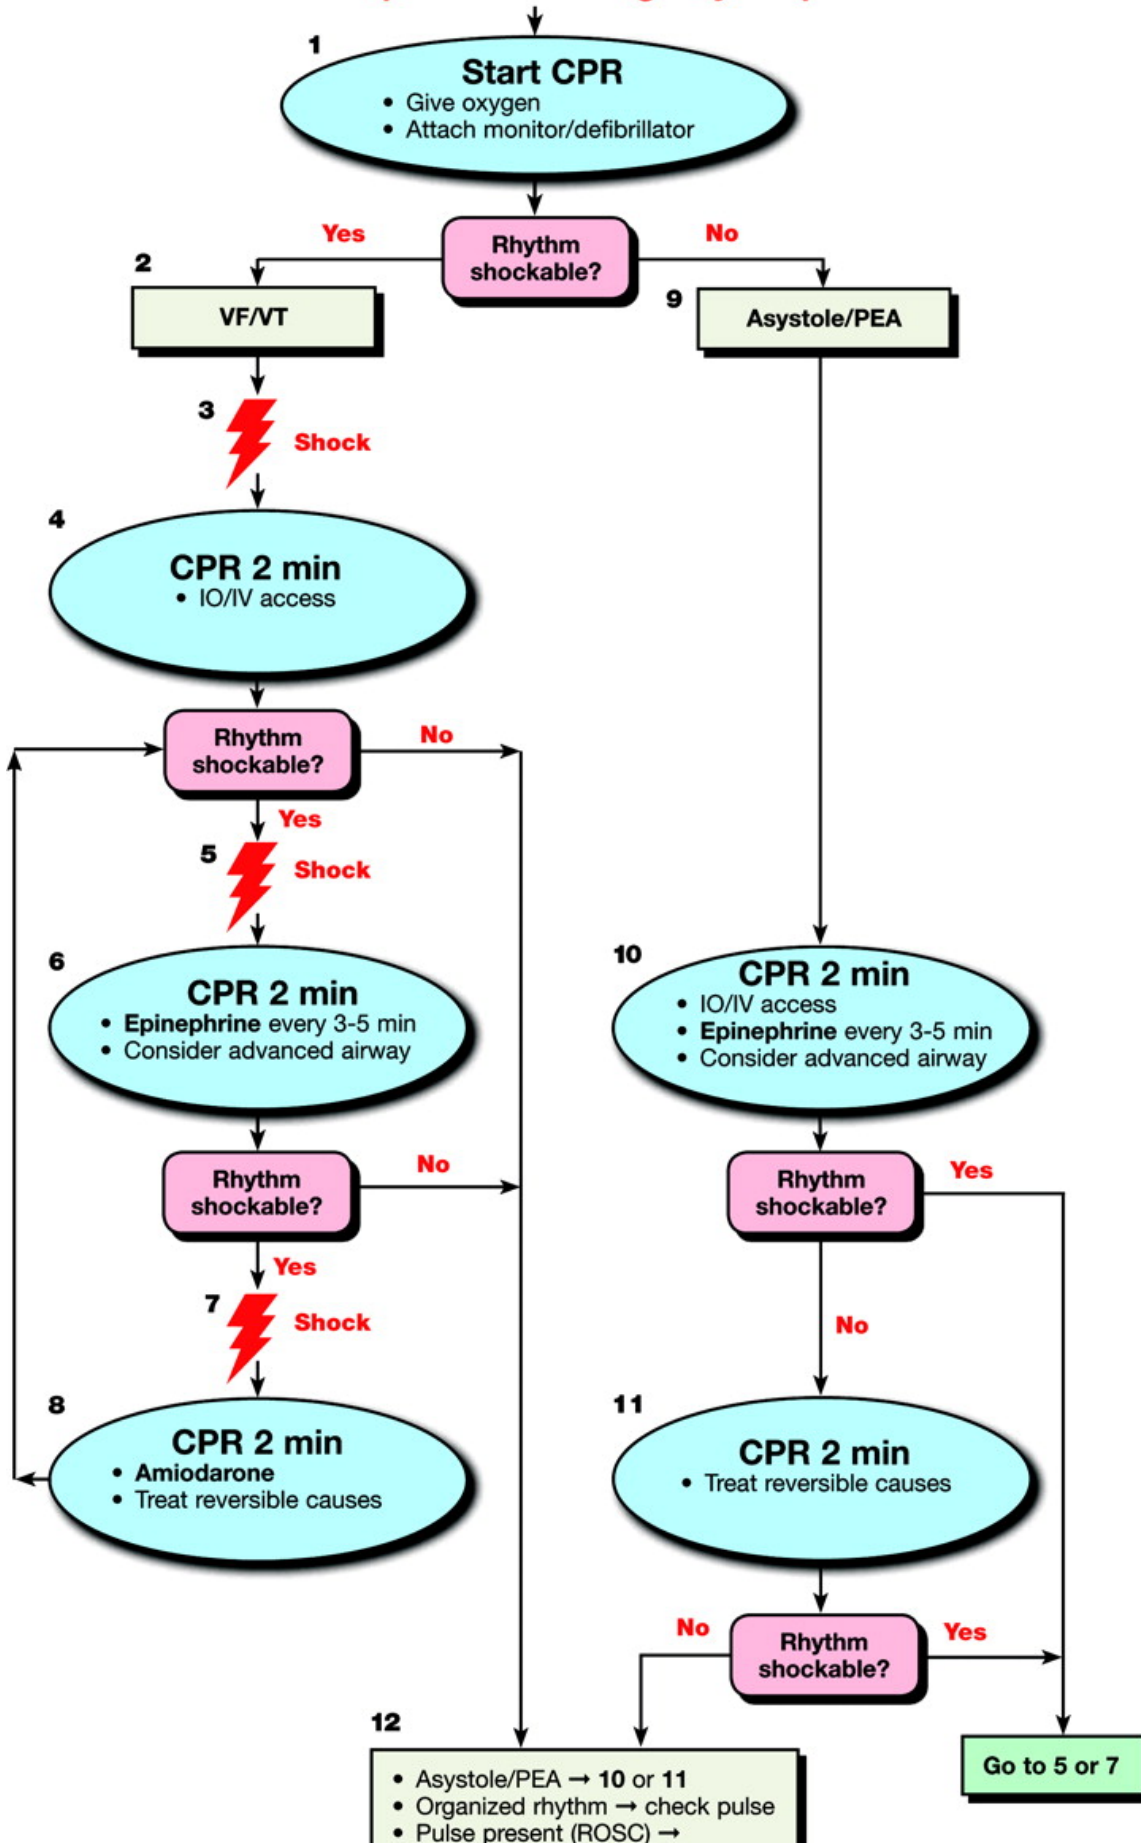 1
Start CPR
• Give oxygen
• Attach monitor/defibrillator
Rhythm
shockable?
Yes
No
2
VF/VT
9
Asystole/PEA
3
Shock
4
CPR 2 min
• IO/IV access
Rhythm
shockable?
No
Yes
5
Shock
6
CPR 2 min
• Epinephrine every 3-5 min
• Consider advanced airway
10
CPR 2 min
• IO/IV access
• Epinephrine every 3-5 min
• Consider advanced airway
Rhythm
shockable?
No
Yes
Rhythm
shockable?
Yes
No
7
Shock
8
CPR 2 min
• Amiodarone
• Treat reversible causes
11
CPR 2 min
• Treat reversible causes
Rhythm
shockable?
No
Yes
12
• Asystole/PEA → 10 or 11
• Organized rhythm → check pulse
• Pulse present (ROSC) →
Go to 5 or 7